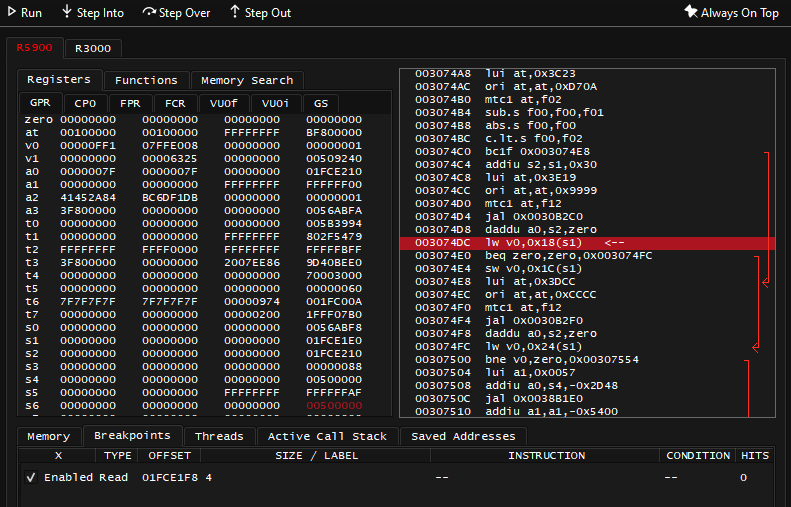 Run Step Into Step Over Step Out Always On Top
R5900 R3000
Registers Functions Memory Search
GPR CP0 FPR FCR VU0f VU0i GS
zero 00000000 00000000 00000000 00000000
at 00100000 00100000 FFFFFFFF BF800000
v0 00000FF1 07FFE008 00000000 00000001
v1 00000000 00006325 00000000 00509240
a0 0000007F 0000007F 00000000 01FCE210
a1 00000000 00000000 FFFFFFFF FFFFFF00
a2 41452A84 BC6DF1DB 00000000 00000001
a3 3F800000 00000000 00000000 0056ABFA
t0 00000000 00000000 00000000 005B3994
t1 00000000 00000000 FFFFFFFF 802F5479
t2 FFFFFFFF FFFF0000 FFFFFFFF FFFFFBFF
t3 3F800000 00000000 2007EE86 9D40BEE0
t4 00000000 00000000 00000000 70003000
t5 00000000 00000000 00000000 00000060
t6 7F7F7F7F 7F7F7F7F 00000974 001FC00A
t7 00000000 00000000 00000200 1FFF07B0
s0 00000000 00000000 00000000 0056ABF8
s1 00000000 00000000 00000000 01FCE1E0
s2 00000000 00000000 00000000 01FCE210
s3 00000000 00000000 00000000 00000088
s4 00000000 00000000 00000000 00500000
s5 00000000 00000000 FFFFFFFF FFFFFFAF
s6 00000000 00000000 00000000 00500000
003074A8 lui at,0x3C23
003074AC ori at,at,0xD70A
003074B0 mtc1 at,f02
003074B4 sub.s f00,f00,f01
003074B8 abs.s f00,f00
003074BC c.lt.s f00,f02
003074C0 bc1f 0x003074E8
003074C4 addiu s2,s1,0x30
003074C8 lui at,0x3E19
003074CC ori at,at,0x9999
003074D0 mtc1 at,f12
003074D4 jal 0x0030B2C0
003074D8 daddu a0,s2,zero
003074DC lw v0,0x18(s1) <--
003074E0 beq zero,zero,0x003074FC
003074E4 sw v0,0x1C(s1)
003074E8 lui at,0x3DCC
003074EC ori at,at,0xCCCC
003074F0 mtc1 at,f12
003074F4 jal 0x0030B2F0
003074F8 daddu a0,s2,zero
003074FC lw v0,0x24(s1)
00307500 bne v0,zero,0x00307554
00307504 lui a1,0x0057
00307508 addiu a0,s4,-0x2D48
0030750C jal 0x0038B1E0
00307510 addiu a1,a1,-0x5400
Memory Breakpoints Threads Active Call Stack Saved Addresses
X TYPE OFFSET SIZE / LABEL INSTRUCTION CONDITION HITS
Enabled Read 01FCE1F8 4 -- -- 0